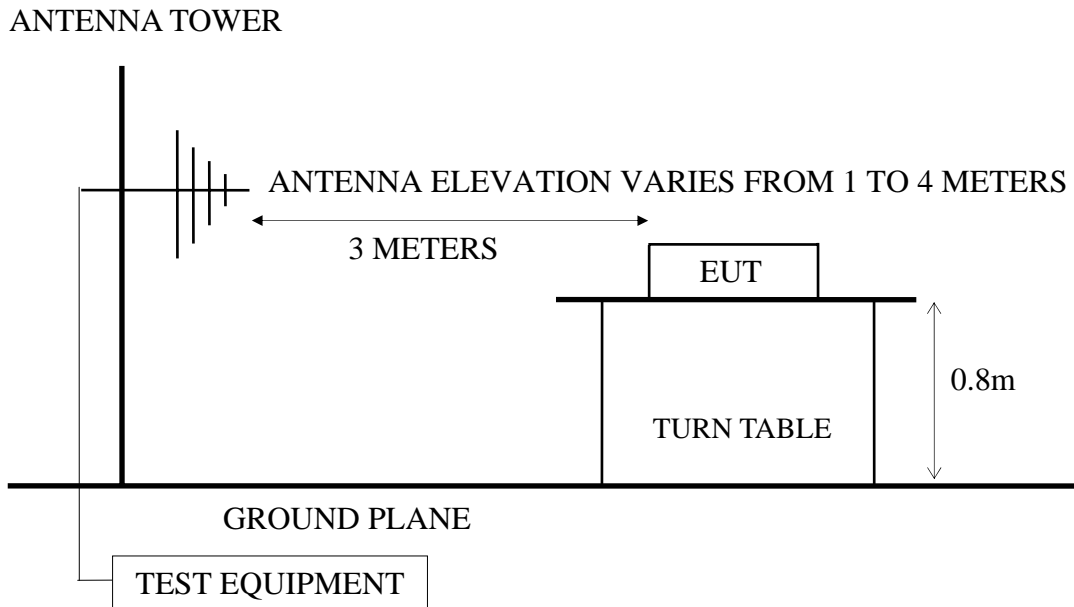 ANTENNA TOWER
ANTENNA ELEVATION VARIES FROM 1 TO 4 METERS
3 METERS
EUT
0.8m
TURN TABLE
GROUND PLANE
TEST EQUIPMENT